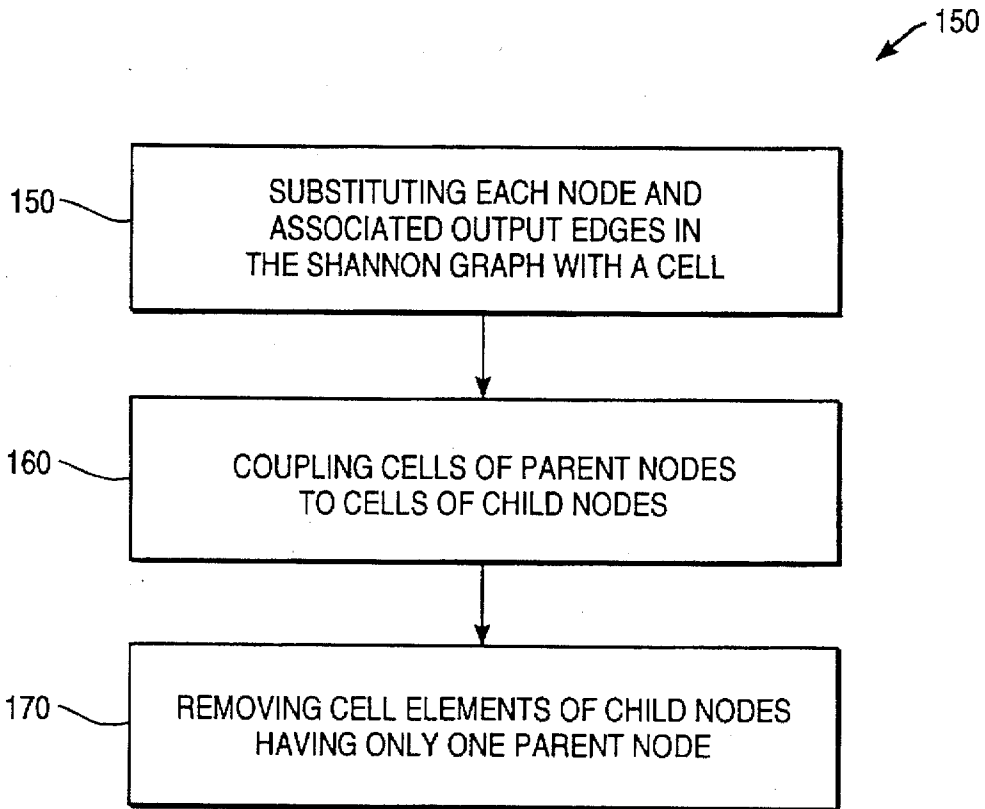 150
150
SUBSTITUTING EACH NODE AND
ASSOCIATED OUTPUT EDGES IN
THE SHANNON GRAPH WITH A CELL
160
COUPLING CELLS OF PARENT NODES
TO CELLS OF CHILD NODES
170
REMOVING CELL ELEMENTS OF CHILD NODES
HAVING ONLY ONE PARENT NODE